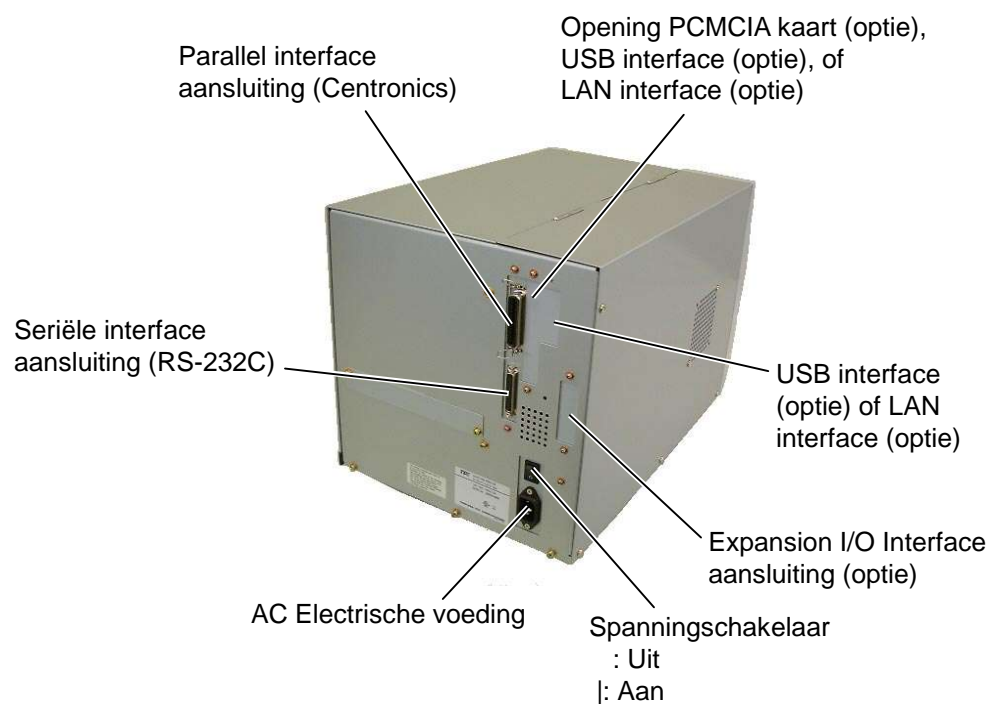 Opening PCMCIA kaart (optie),
USB interface (optie), of
LAN interface (optie)
Parallel interface
aansluiting (Centronics)
Seriële interface
aansluiting (RS-232C)
USB interface
(optie) of LAN
interface (optie)
Expansion I/O Interface
aansluiting (optie)
AC Electrische voeding
Spanningschakelaar
: Uit
|: Aan
TEC